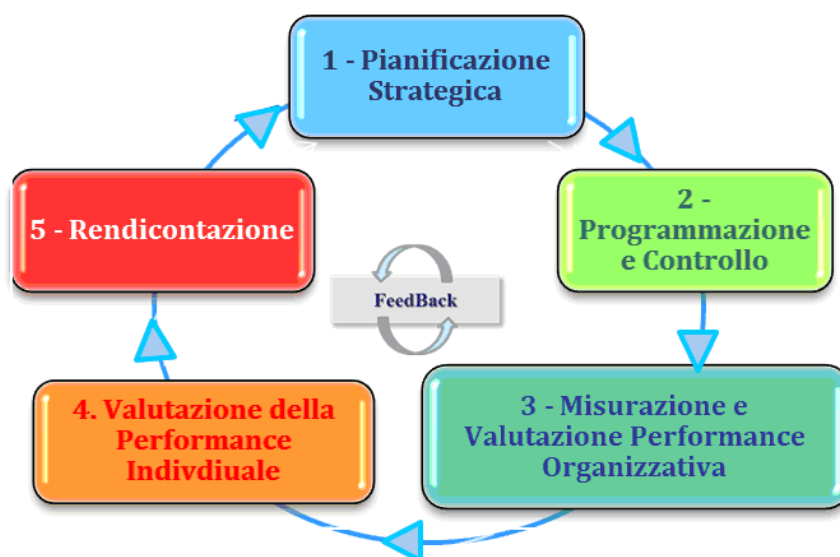 1 - Pianificazione
Strategica
2 -
Programmazione
e Controllo
3 - Misurazione e
Valutazione Performance
Organizzativa
4. Valutazione della
Performance
Indivdiuale
5 - Rendicontazione
FeedBack